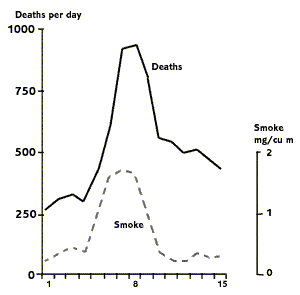 Deaths per day
1000
750
500
250
0
Deaths
Smoke
1
8
15
Smoke
mg/cu m
2
1
0